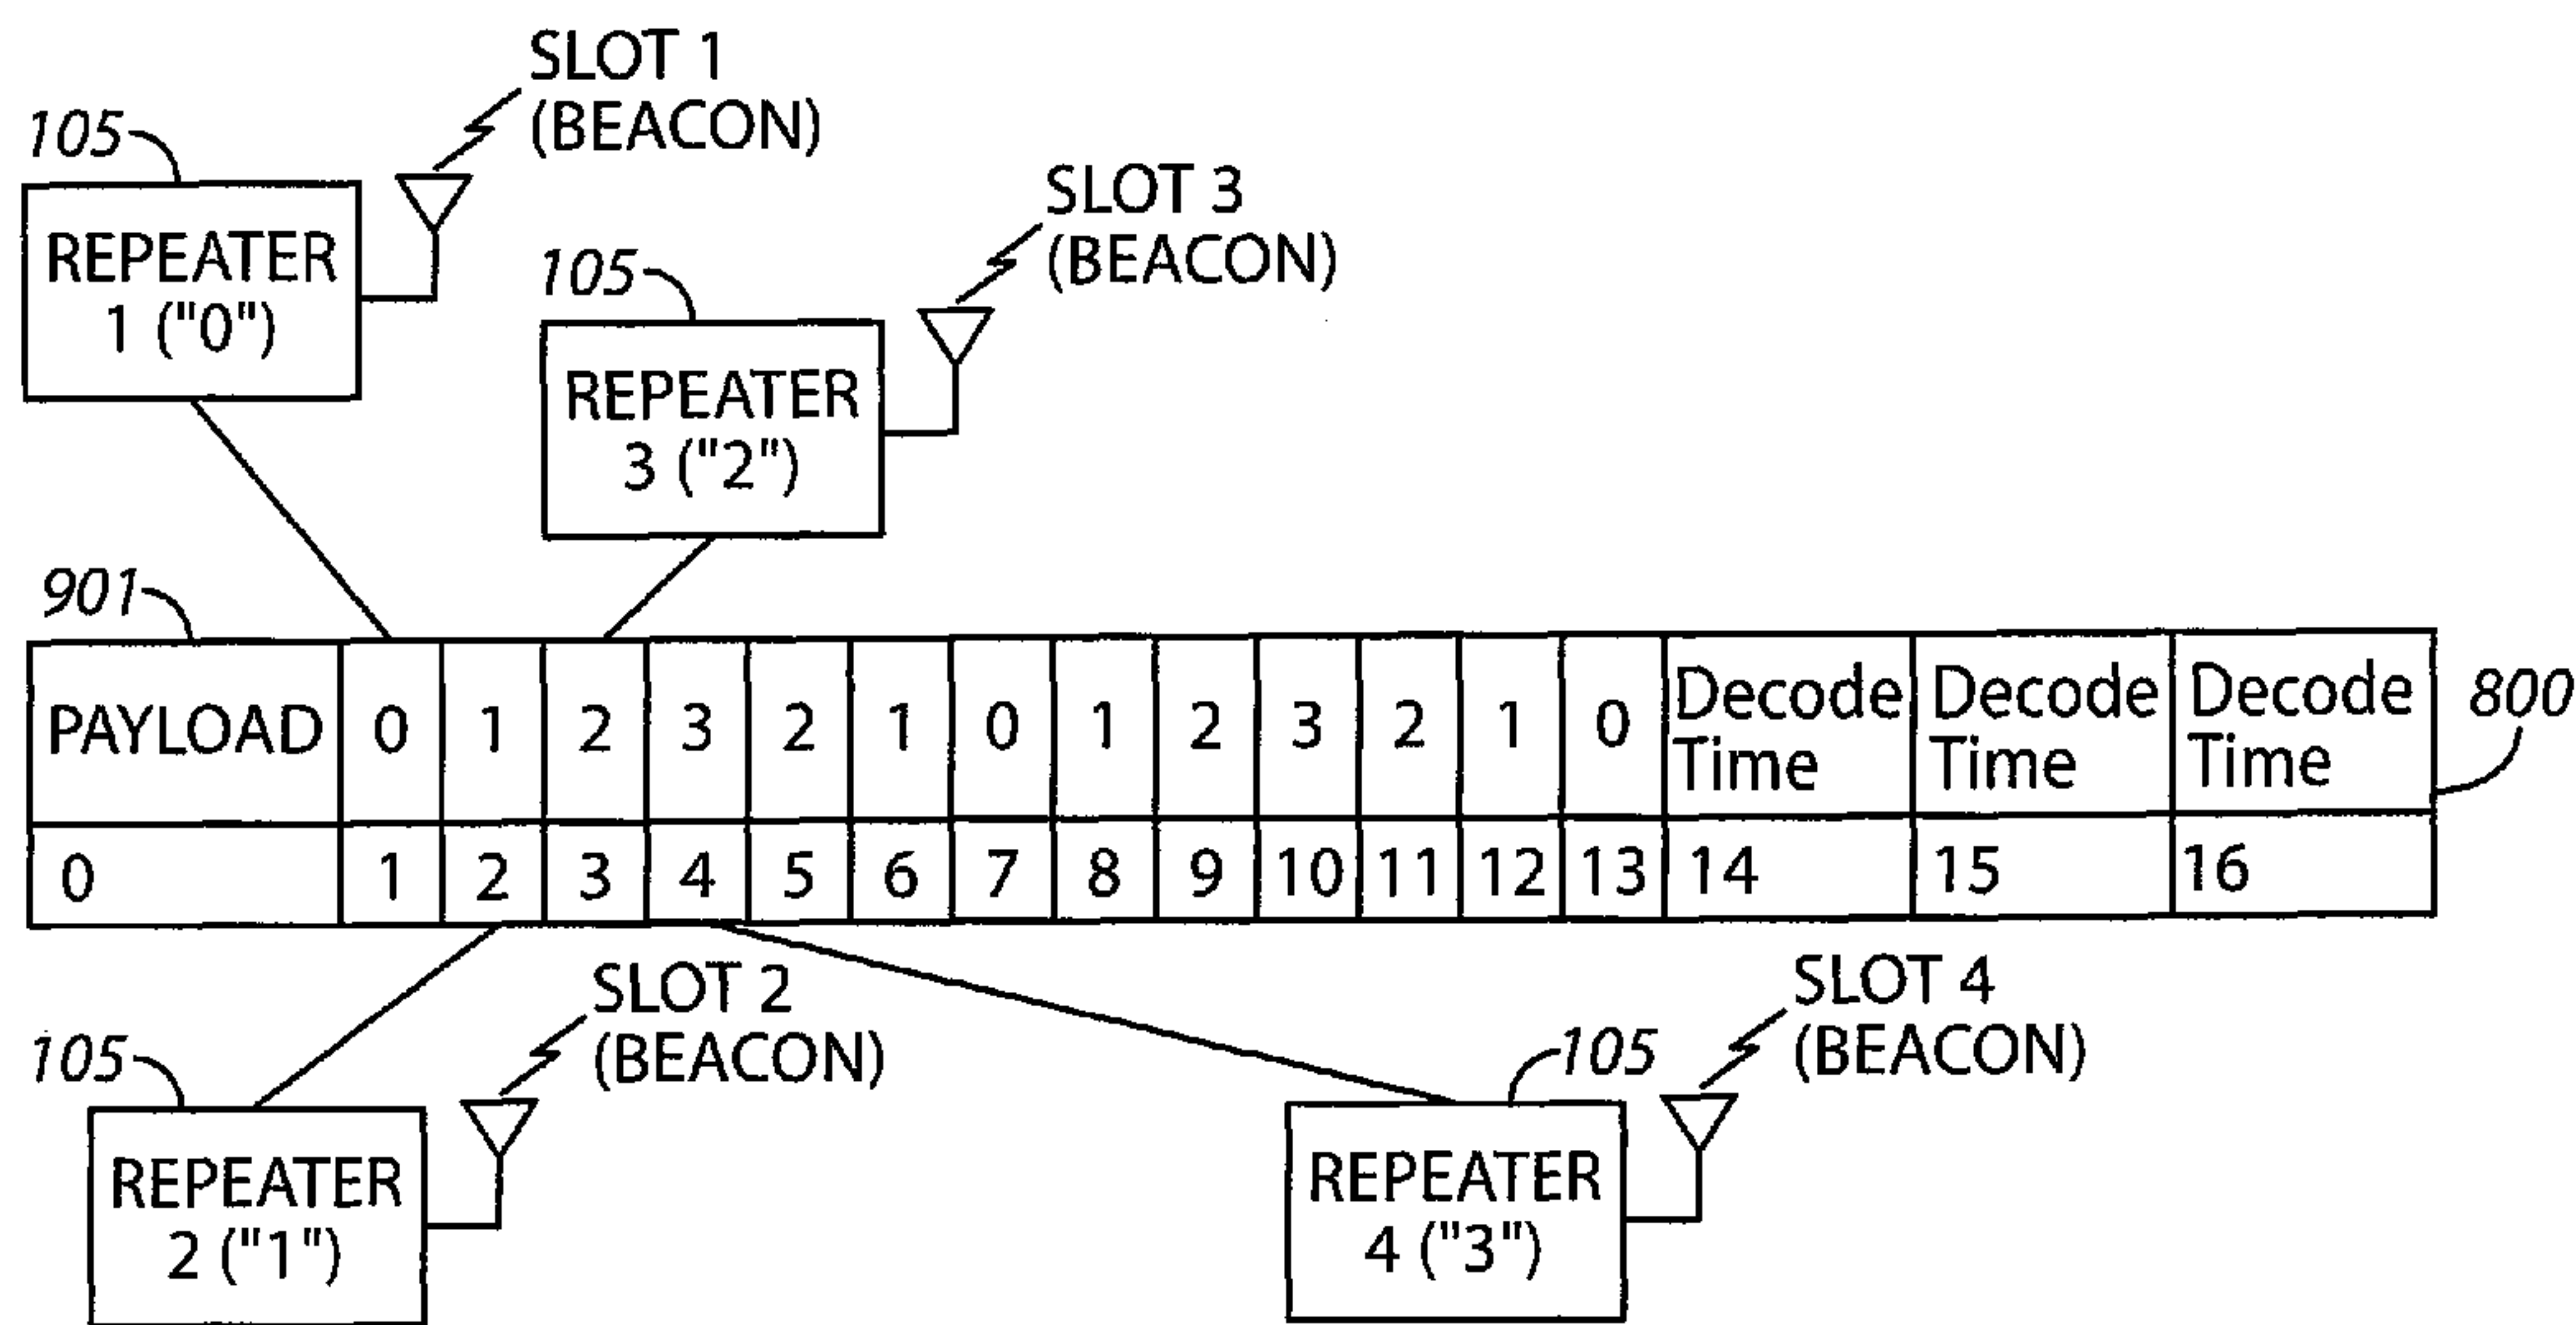 SLOT 1
(BEACON)
105
REPEATER
1 ("0")
SLOT 3
(BEACON)
105
REPEATER
3 ("2")
901
PAYLOAD 0 1 2 3 2 1 0 1 2 3 2 1 0 Decode Time Decode Time Decode Time
800
0 1 2 3 4 5 6 7 8 9 10 11 12 13 14 15 16
SLOT 2
(BEACON)
105
REPEATER
2 ("1")
SLOT 4
(BEACON)
105
REPEATER
4 ("3")